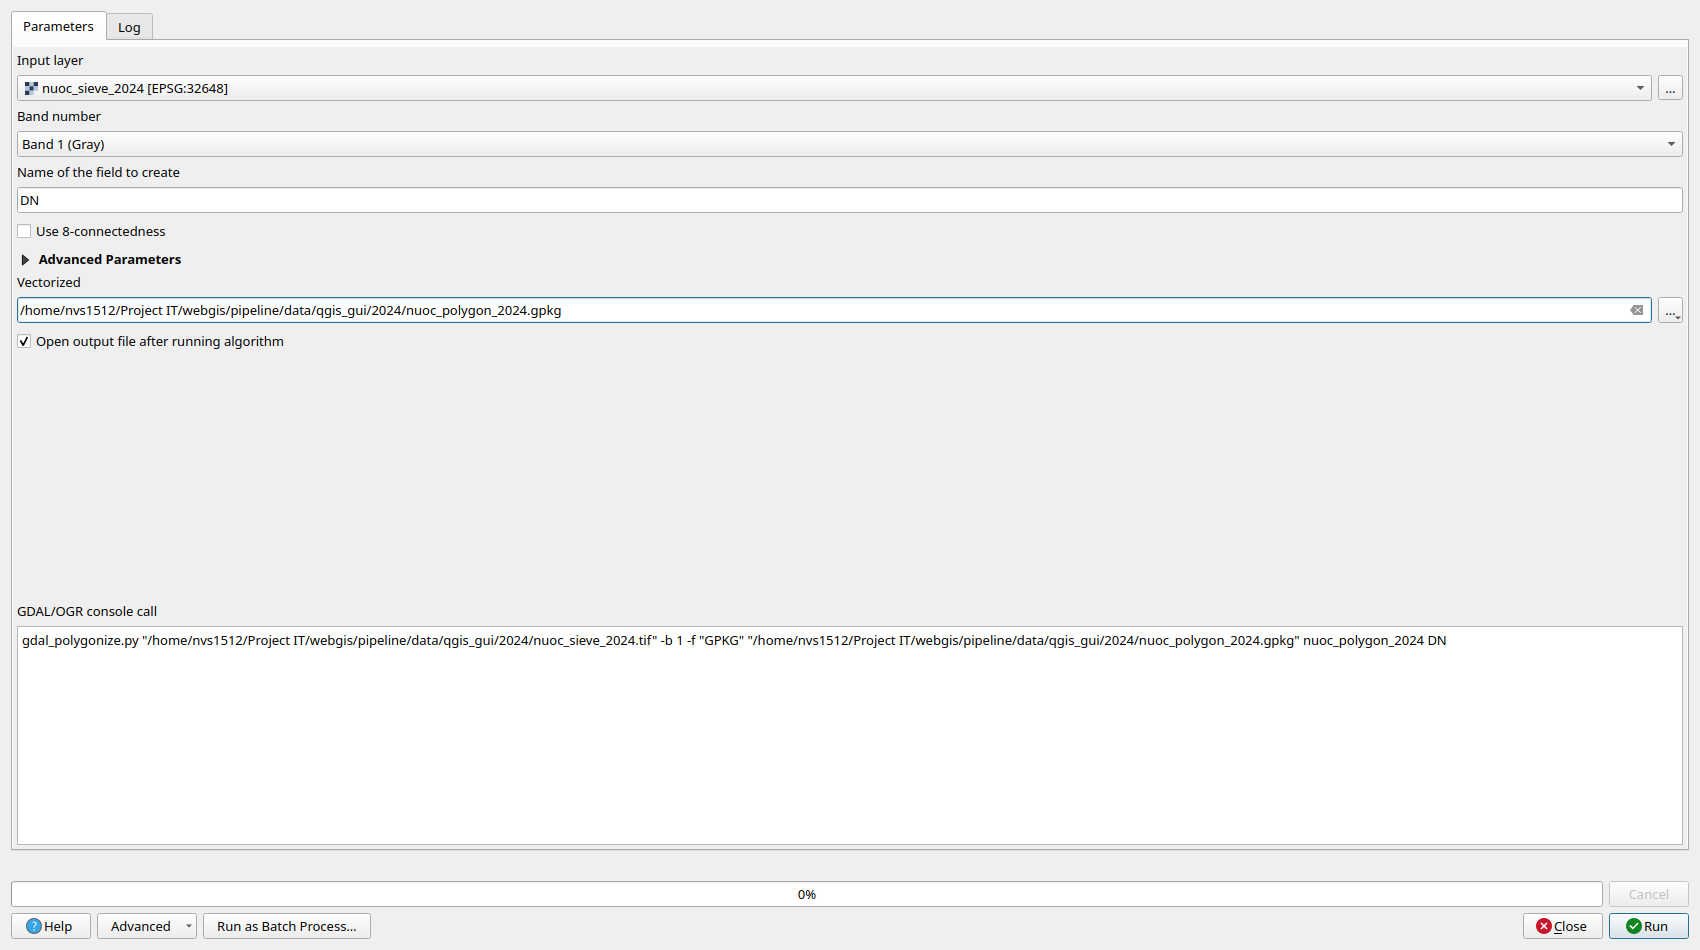 Parameters
Log
Input layer
nuoc_sieve_2024 [EPSG:32648]
...
Band number
Band 1 (Gray)
Name of the field to create
DN
Use 8-connectedness
Advanced Parameters
Vectorized
/home/nvs1512/Project IT/webgis/pipeline/data/qgis_gui/2024/nuoc_polygon_2024.gpkg
...
Open output file after running algorithm
GDAL/OGR console call
gdal_polygonize.py "/home/nvs1512/Project IT/webgis/pipeline/data/qgis_gui/2024/nuoc_sieve_2024.tif" -b 1 -f "GPKG" "/home/nvs1512/Project IT/webgis/pipeline/data/qgis_gui/2024/nuoc_polygon_2024.gpkg" nuoc_polygon_2024 DN
0%
Cancel
Help
Advanced
Run as Batch Process...
Close
Run